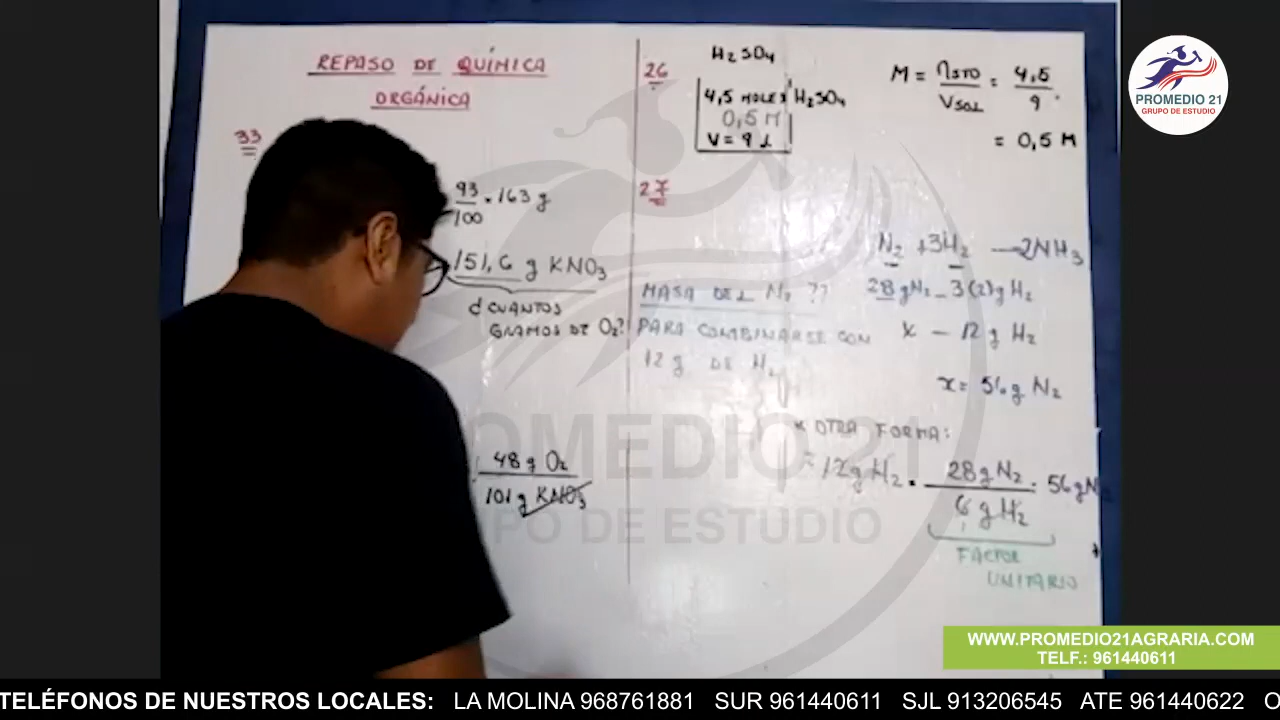 REPASO DE QUÍMICA
ORGÁNICA
33
93
/100 . 163 g
151,6 g KNO3
¿CUANTOS
GRAMOS DE O2?
48 g O2
101 g KNO3
26
H2SO4
4,5 MOLES H2SO4
0,5 M
V = 9 L
M = nSTO / VSOL = 4,5 / 9
= 0,5 M
27
N2 + 3H2 → 2NH3
MASA DEL N2 ??
28 g N2 – 3(2) g H2
PARA COMBINARSE CON
12 g DE H2
x – 12 g H2
x = 56 g N2
* OTRA FORMA:
= 12 g H2 . 28 g N2 / 6 g H2 . 56 g N2
FACTOR
UNITARIO
PROMEDIO 21
GRUPO DE ESTUDIO
PROMEDIO 21
GRUPO DE ESTUDIO
WWW.PROMEDIO21AGRARIA.COM
TELF.: 961440611
TELÉFONOS DE NUESTROS LOCALES: LA MOLINA 968761881 SUR 961440611 SJL 913206545 ATE 961440622